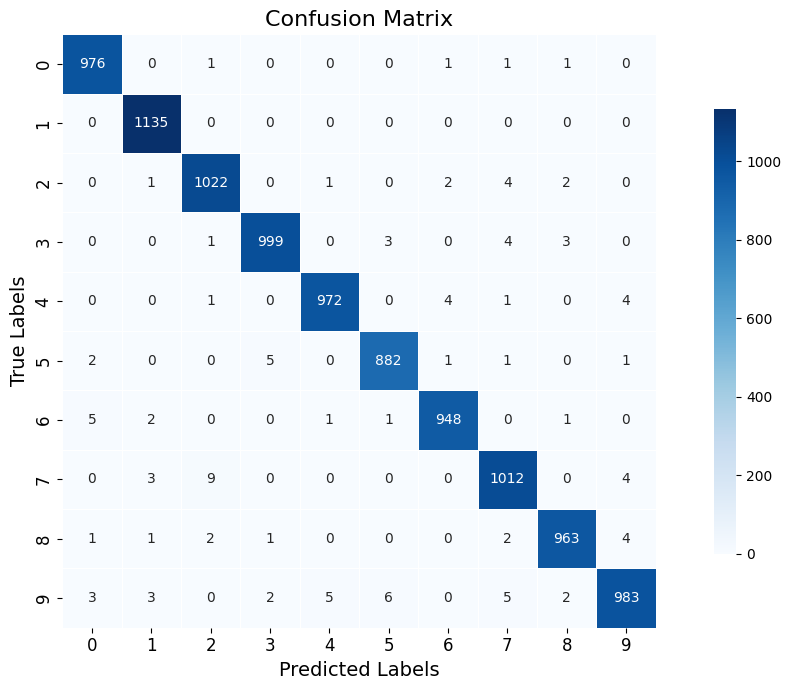 Confusion Matrix
True Labels
0 976 0 1 0 0 0 1 1 1 0
1 0 1135 0 0 0 0 0 0 0 0
2 0 1 1022 0 1 0 2 4 2 0
3 0 0 1 999 0 3 0 4 3 0
4 0 0 1 0 972 0 4 1 0 4
5 2 0 0 5 0 882 1 1 0 1
6 5 2 0 0 1 1 948 0 1 0
7 0 3 9 0 0 0 0 1012 0 4
8 1 1 2 1 0 0 0 2 963 4
9 3 3 0 2 5 6 0 5 2 983
0 1 2 3 4 5 6 7 8 9
Predicted Labels
1000
800
600
400
200
0